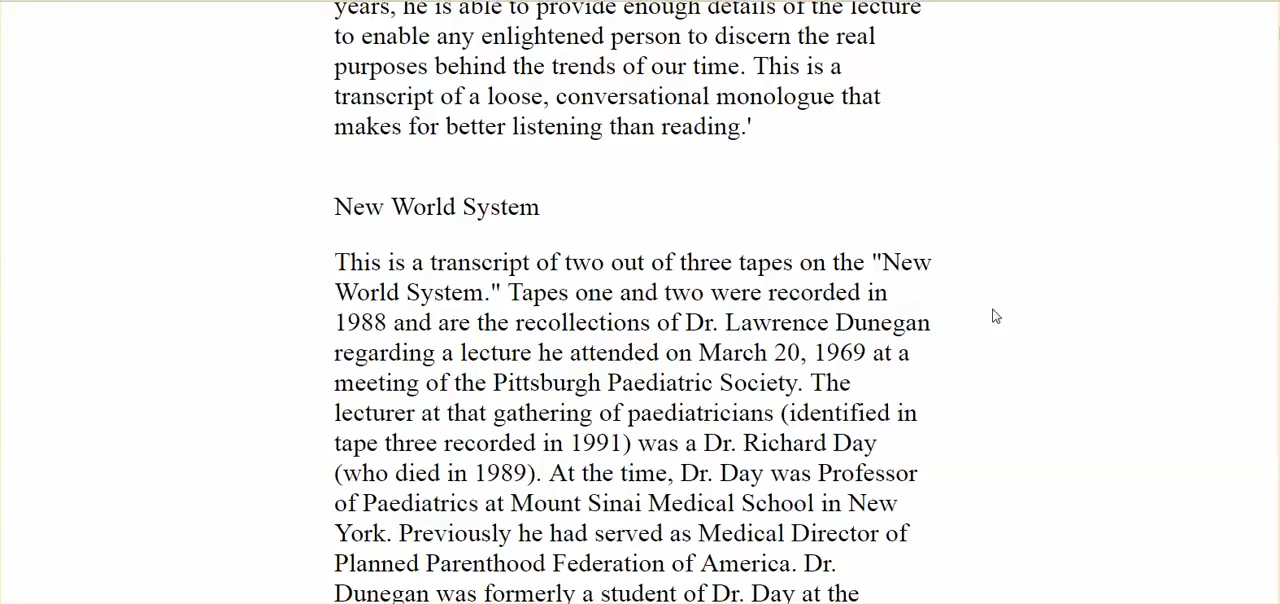 years, he is able to provide enough details of the lecture
to enable any enlightened person to discern the real
purposes behind the trends of our time. This is a
transcript of a loose, conversational monologue that
makes for better listening than reading.'
New World System
This is a transcript of two out of three tapes on the "New
World System." Tapes one and two were recorded in
1988 and are the recollections of Dr. Lawrence Dunegan
regarding a lecture he attended on March 20, 1969 at a
meeting of the Pittsburgh Paediatric Society. The
lecturer at that gathering of paediatricians (identified in
tape three recorded in 1991) was a Dr. Richard Day
(who died in 1989). At the time, Dr. Day was Professor
of Paediatrics at Mount Sinai Medical School in New
York. Previously he had served as Medical Director of
Planned Parenthood Federation of America. Dr.
Dunegan was formerly a student of Dr. Day at the